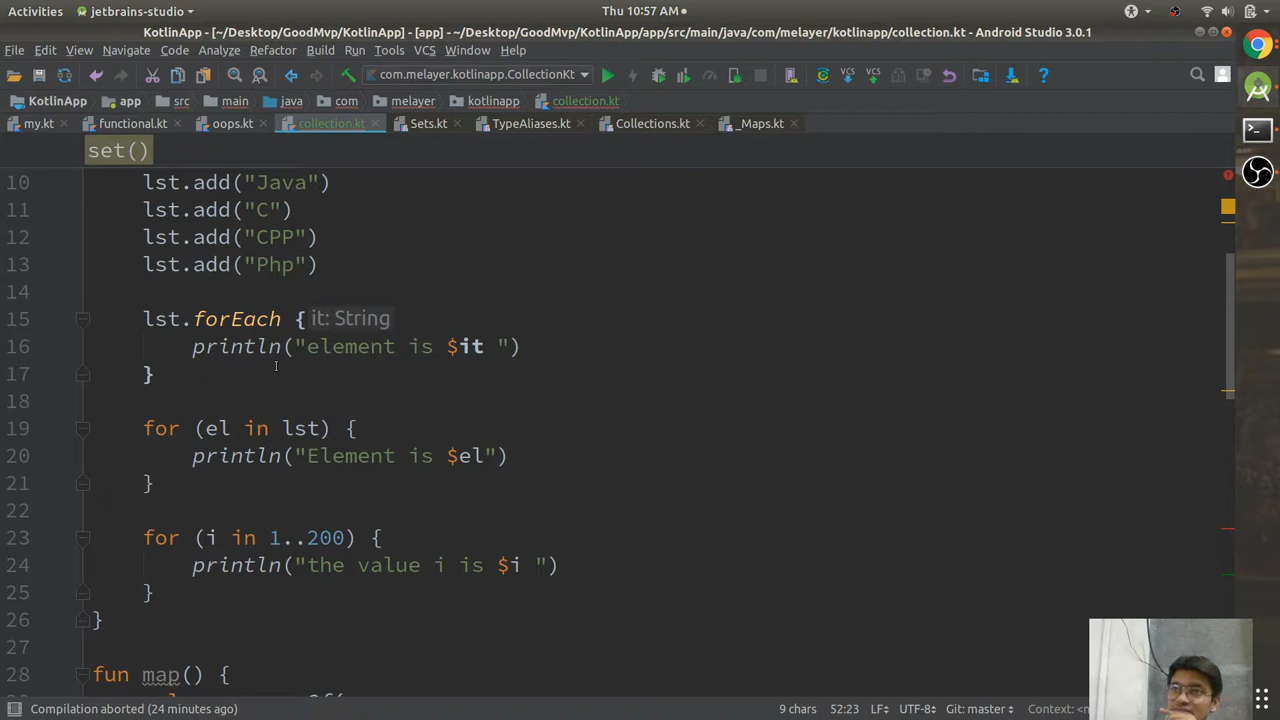 Activities jetbrains-studio Thu 10:57 AM
KotlinApp - [~/Desktop/GoodMvp/KotlinApp] - [app] - ~/Desktop/GoodMvp/KotlinApp/app/src/main/java/com/melayer/kotlinapp/collection.kt - Android Studio 3.0.1
File Edit View Navigate Code Analyze Refactor Build Run Tools VCS Window Help
com.melayer.kotlinapp.CollectionKt VCS VCS ?
KotlinApp app src main java com melayer kotlinapp collection.kt
my.kt functional.kt oops.kt collection.kt Sets.kt TypeAliases.kt Collections.kt _Maps.kt
set()
10 lst.add("Java")
11 lst.add("C")
12 lst.add("CPP")
13 lst.add("Php")
14
15 lst.forEach { it: String
16 println("element is $it ")
17 }
18
19 for (el in lst) {
20 println("Element is $el")
21 }
22
23 for (i in 1..200) {
24 println("the value i is $i ")
25 }
26 }
27
28 fun map() {
Compilation aborted (24 minutes ago) 9 chars 52:23 LF UTF-8 Git: master Context: